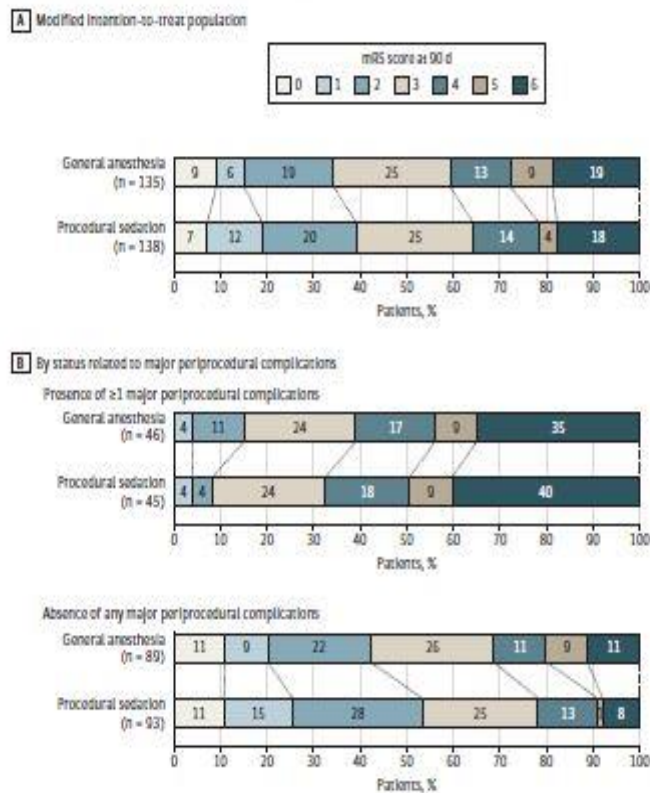 A Modified intention-to-treat population
mRS score at 90 d
0 1 2 3 4 5 6
General anesthesia
(n = 135)
9 6 19 25 13 9 19
Procedural sedation
(n = 138)
7 12 20 25 14 4 18
0 10 20 30 40 50 60 70 80 90 100
Patients, %
B By status related to major periprocedural complications
Presence of ≥1 major periprocedural complications
General anesthesia
(n = 46)
4 11 24 17 9 35
Procedural sedation
(n = 45)
4 4 24 18 9 40
0 10 20 30 40 50 60 70 80 90 100
Patients, %
Absence of any major periprocedural complications
General anesthesia
(n = 89)
11 9 22 26 11 9 11
Procedural sedation
(n = 93)
11 15 28 25 13 8
0 10 20 30 40 50 60 70 80 90 100
Patients, %